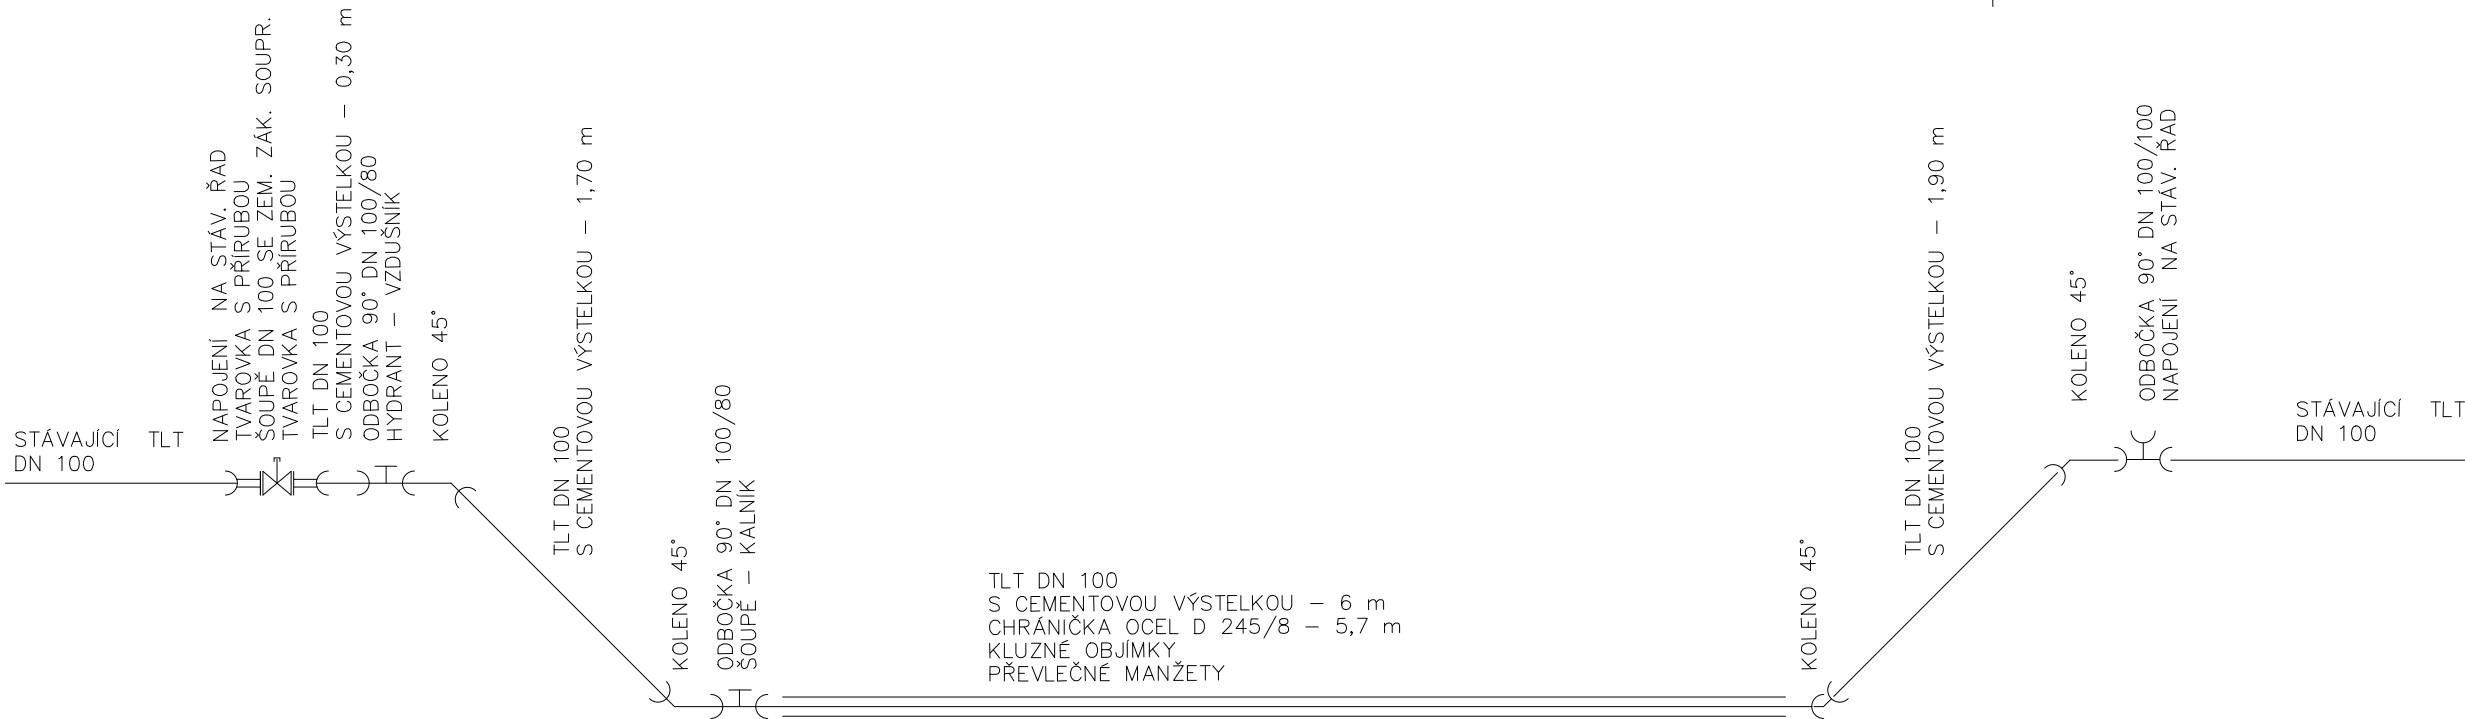 STÁVAJÍCÍ TLT
DN 100
NAPOJENÍ NA STÁV. ŘAD
TVAROVKA S PŘÍRUBOU
ŠOUPĚ DN 100 SE ZEM. ZÁK. SOUPR.
TVAROVKA S PŘÍRUBOU
TLT DN 100
S CEMENTOVOU VÝSTELKOU – 0,30 m
ODBOČKA 90° DN 100/80
HYDRANT – VZDUŠNÍK
KOLENO 45°
TLT DN 100
S CEMENTOVOU VÝSTELKOU – 1,70 m
KOLENO 45°
ODBOČKA 90° DN 100/80
ŠOUPĚ – KALNÍK
TLT DN 100
S CEMENTOVOU VÝSTELKOU – 6 m
CHRÁNIČKA OCEL D 245/8 – 5,7 m
KLUZNÉ OBJÍMKY
PŘEVLEČNÉ MANŽETY
KOLENO 45°
TLT DN 100
S CEMENTOVOU VÝSTELKOU – 1,90 m
KOLENO 45°
ODBOČKA 90° DN 100/100
NAPOJENÍ NA STÁV. ŘAD
STÁVAJÍCÍ TLT
DN 100